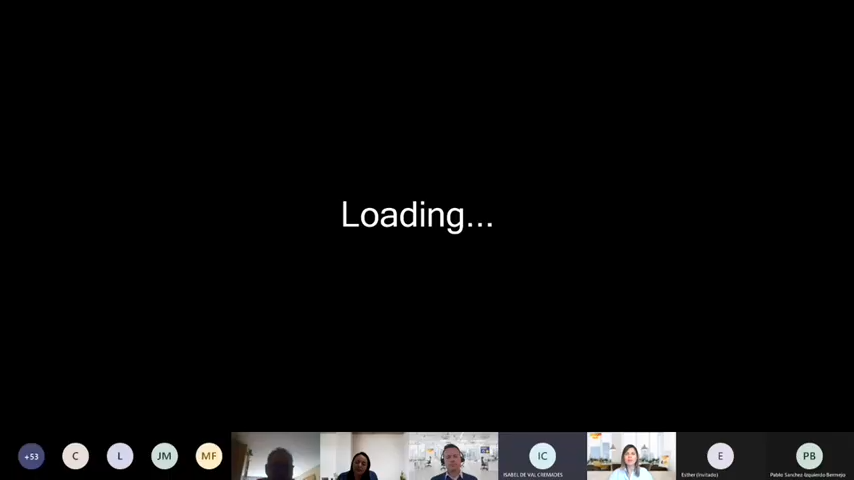 Loading...
+53
C
L
JM
MF
IC
ISABEL DE VAL CREMADES
E
Esther (Invitado)
PB
Pablo Sanchez Izquierdo Bermejo